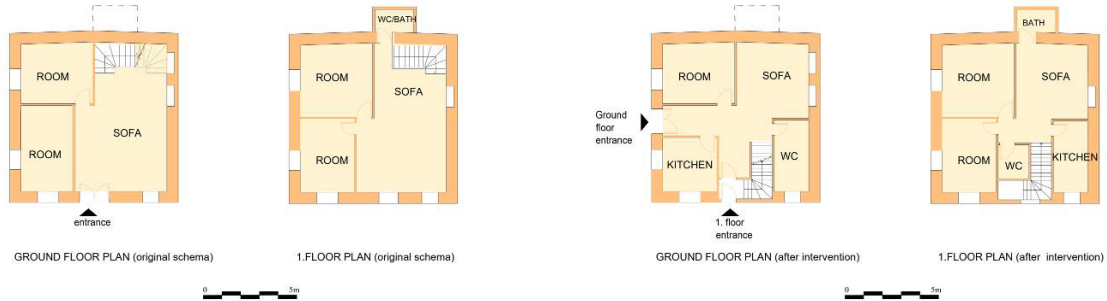 ROOM
SOFA
ROOM
entrance
GROUND FLOOR PLAN (original schema)
WC/BATH
ROOM
SOFA
ROOM
1.FLOOR PLAN (original schema)
0 5m
ROOM
SOFA
Ground
floor
entrance
KITCHEN
WC
1. floor
entrance
GROUND FLOOR PLAN (after intervention)
BATH
ROOM
SOFA
ROOM
WC
KITCHEN
1.FLOOR PLAN (after intervention)
0 5m